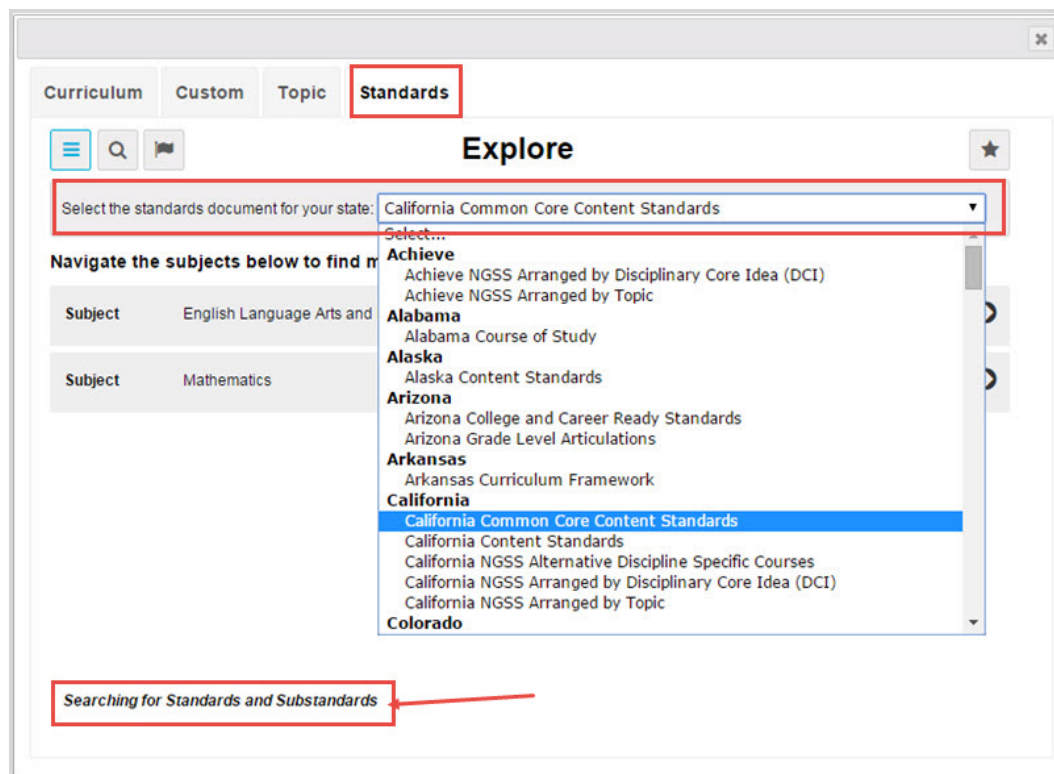 Curriculum Custom Topic Standards
Explore
Select the standards document for your state: California Common Core Content Standards
Select...
Navigate the subjects below to find m
Achieve
Achieve NGSS Arranged by Disciplinary Core Idea (DCI)
Achieve NGSS Arranged by Topic
Alabama
Alabama Course of Study
Alaska
Alaska Content Standards
Arizona
Arizona College and Career Ready Standards
Arizona Grade Level Articulations
Arkansas
Arkansas Curriculum Framework
California
California Common Core Content Standards
California Content Standards
California NGSS Alternative Discipline Specific Courses
California NGSS Arranged by Disciplinary Core Idea (DCI)
California NGSS Arranged by Topic
Colorado
Subject English Language Arts and
Subject Mathematics
Searching for Standards and Substandards